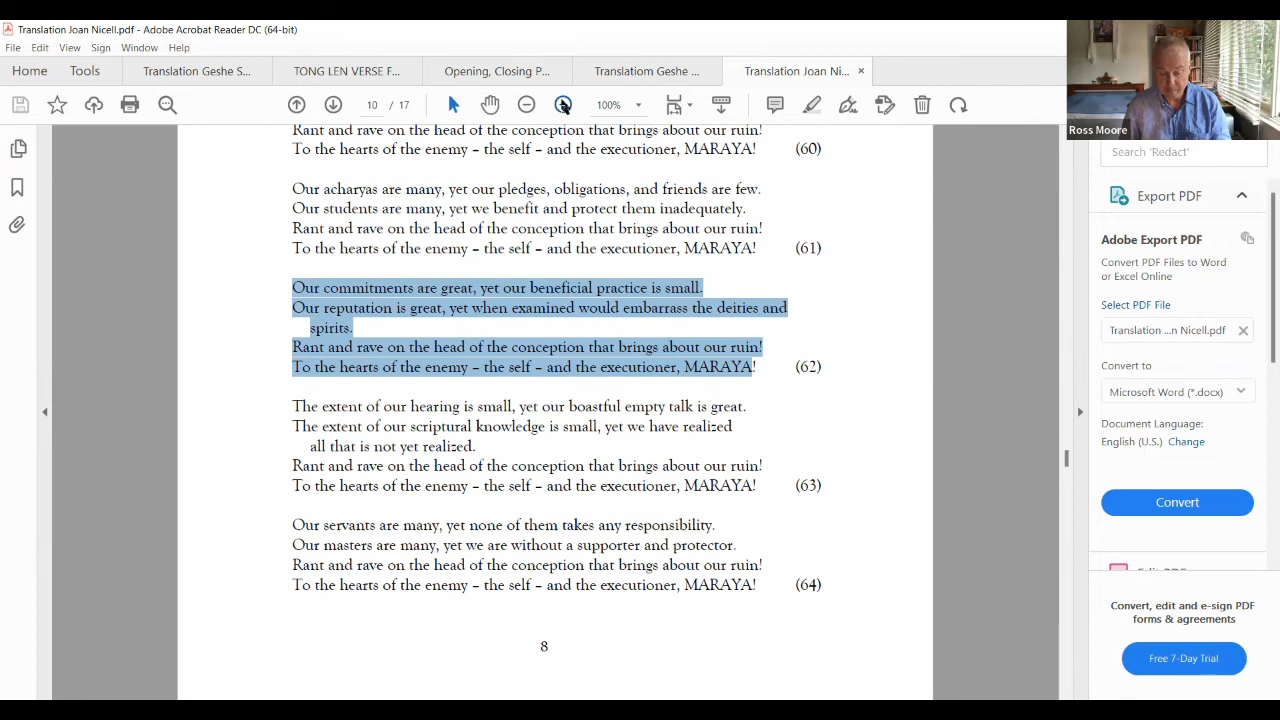 Translation Joan Nicell.pdf - Adobe Acrobat Reader DC (64-bit)
File Edit View Sign Window Help
Home Tools Translation Geshe S... TONG LEN VERSE F... Opening, Closing P... Translatiom Geshe ... Translation Joan Ni... ×
10 / 17 100%
Ross Moore
Rant and rave on the head of the conception that brings about our ruin!
To the hearts of the enemy – the self – and the executioner, MARAYA! (60)
Our acharyas are many, yet our pledges, obligations, and friends are few.
Our students are many, yet we benefit and protect them inadequately.
Rant and rave on the head of the conception that brings about our ruin!
To the hearts of the enemy – the self – and the executioner, MARAYA! (61)
Our commitments are great, yet our beneficial practice is small.
Our reputation is great, yet when examined would embarrass the deities and
spirits.
Rant and rave on the head of the conception that brings about our ruin!
To the hearts of the enemy – the self – and the executioner, MARAYA! (62)
The extent of our hearing is small, yet our boastful empty talk is great.
The extent of our scriptural knowledge is small, yet we have realized
all that is not yet realized.
Rant and rave on the head of the conception that brings about our ruin!
To the hearts of the enemy – the self – and the executioner, MARAYA! (63)
Our servants are many, yet none of them takes any responsibility.
Our masters are many, yet we are without a supporter and protector.
Rant and rave on the head of the conception that brings about our ruin!
To the hearts of the enemy – the self – and the executioner, MARAYA! (64)
8
Search 'Redact'
Export PDF
Adobe Export PDF
Convert PDF Files to Word
or Excel Online
Select PDF File
Translation ...n Nicell.pdf
Convert to
Microsoft Word (*.docx)
Document Language:
English (U.S.) Change
Convert
Convert, edit and e-sign PDF
forms & agreements
Free 7-Day Trial